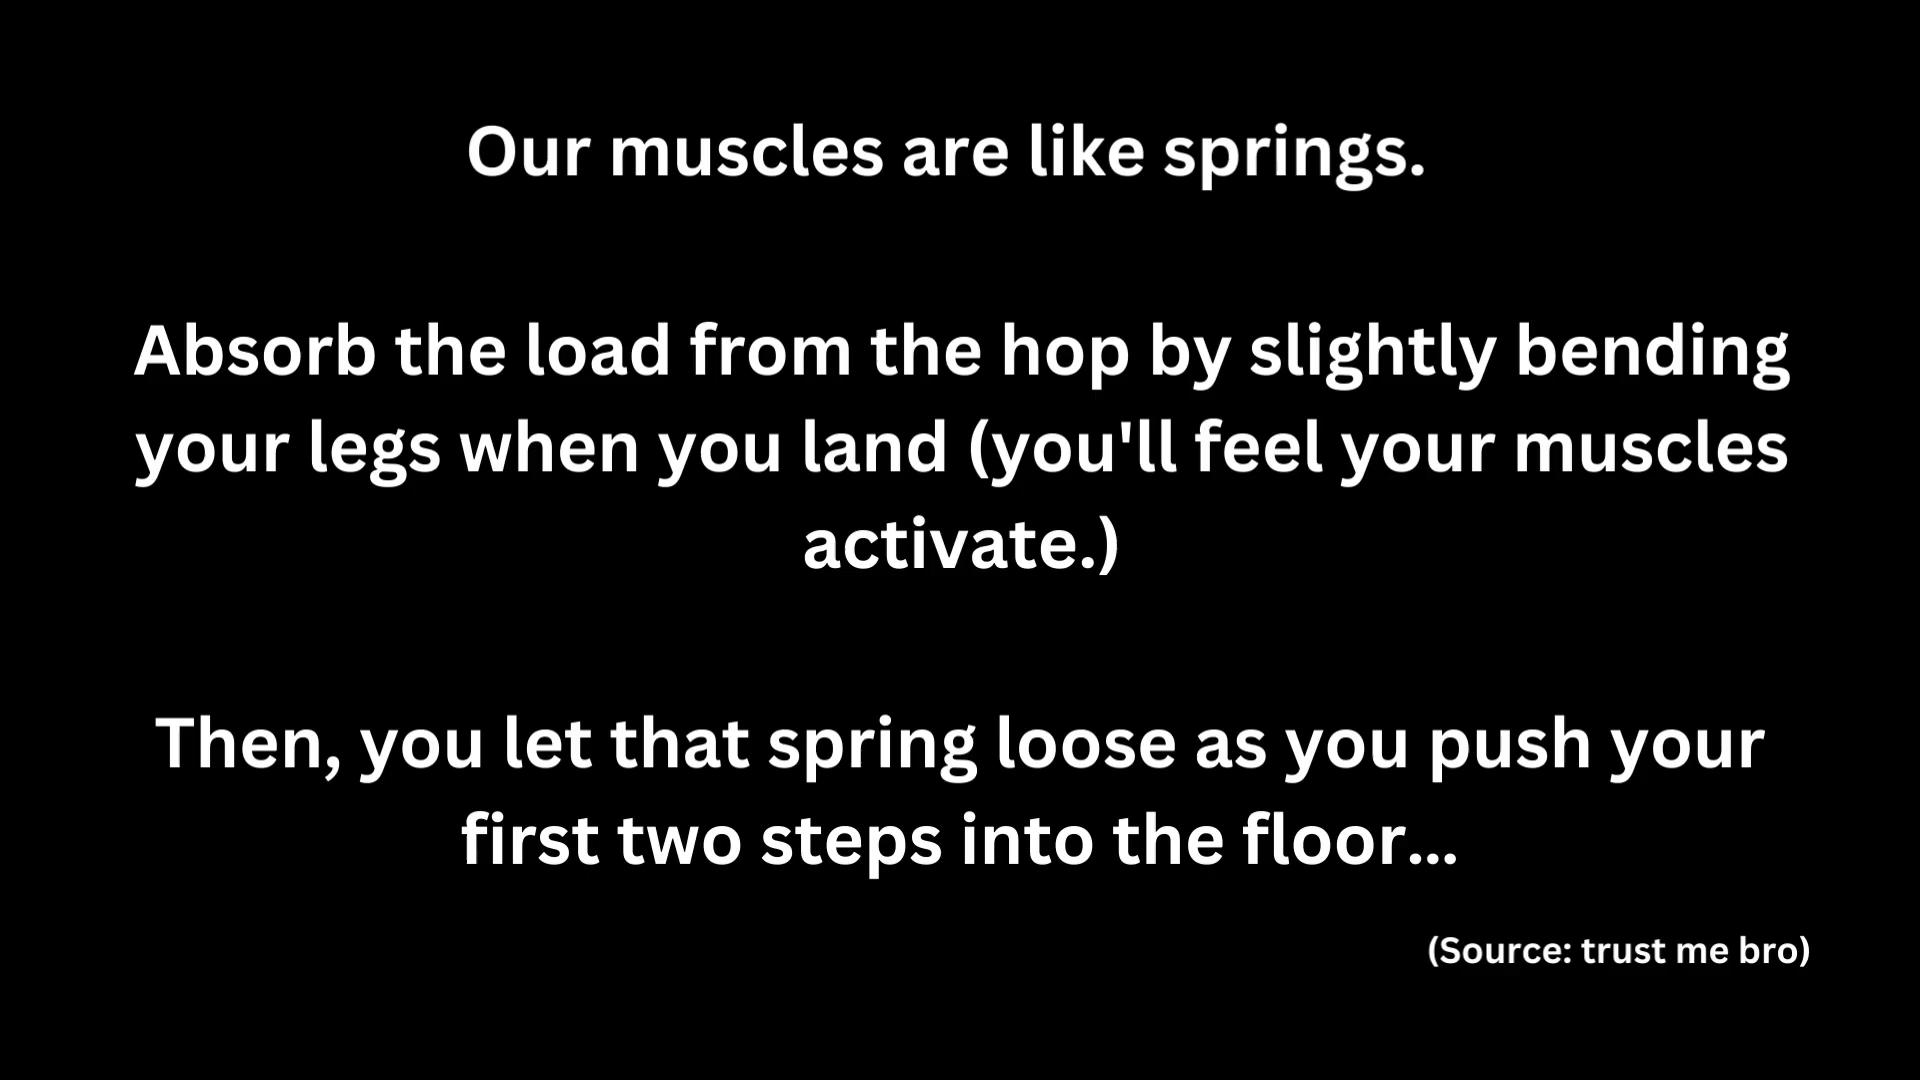 Our muscles are like springs.
Absorb the load from the hop by slightly bending
your legs when you land (you'll feel your muscles
activate.)
Then, you let that spring loose as you push your
first two steps into the floor...
(Source: trust me bro)